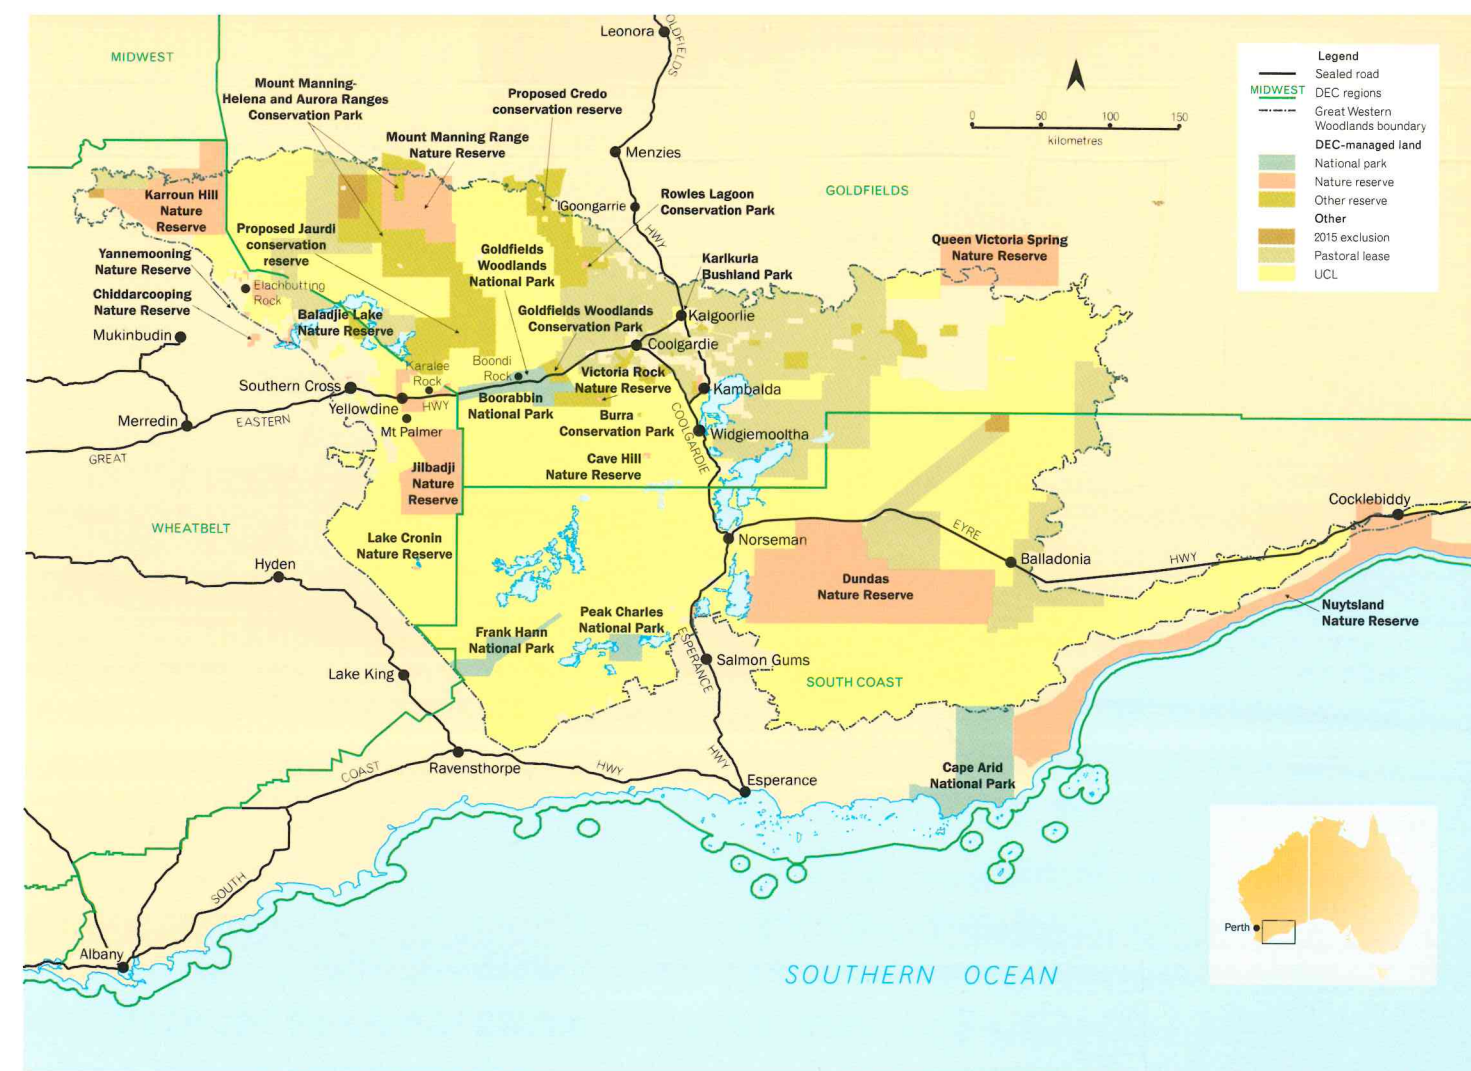 Leonora
GOLDFIELDS
MIDWEST
Mount Manning-
Helena and Aurora Ranges
Conservation Park
Proposed Credo
conservation reserve
Mount Manning Range
Nature Reserve
Menzies
GOLDFIELDS
Karroun Hill
Nature
Reserve
Goongarrie
Rowles Lagoon
Conservation Park
HWY
Proposed Jaurdi
conservation
reserve
Goldfields
Woodlands
National Park
Queen Victoria Spring
Nature Reserve
Yannemooning
Nature Reserve
Karlkurla
Bushland Park
Elachbutting
Rock
Chiddarcooping
Nature Reserve
Baladjie Lake
Nature Reserve
Goldfields Woodlands
Conservation Park
Kalgoorlie
Mukinbudin
Coolgardie
Karalee
Rock
Boondi
Rock
Victoria Rock
Nature Reserve
Southern Cross
Kambalda
Yellowdine
HWY
Boorabbin
National Park
Burra
Conservation Park
COOLGARDIE
Merredin
EASTERN
Mt Palmer
Widgiemooltha
GREAT
Jilbadji
Nature
Reserve
Cave Hill
Nature Reserve
WHEATBELT
Lake Cronin
Nature Reserve
Norseman
EYRE
HWY
Balladonia
Cocklebiddy
Hyden
Dundas
Nature Reserve
Nuytsland
Nature Reserve
Peak Charles
National Park
Frank Hann
National Park
ESPERANCE
Salmon Gums
Lake King
SOUTH COAST
HWY
Ravensthorpe
COAST
HWY
Esperance
Cape Arid
National Park
SOUTH
Albany
SOUTHERN OCEAN
0 50 100 150
kilometres
Legend
Sealed road
MIDWEST DEC regions
Great Western
Woodlands boundary
DEC-managed land
National park
Nature reserve
Other reserve
Other
2015 exclusion
Pastoral lease
UCL
Perth